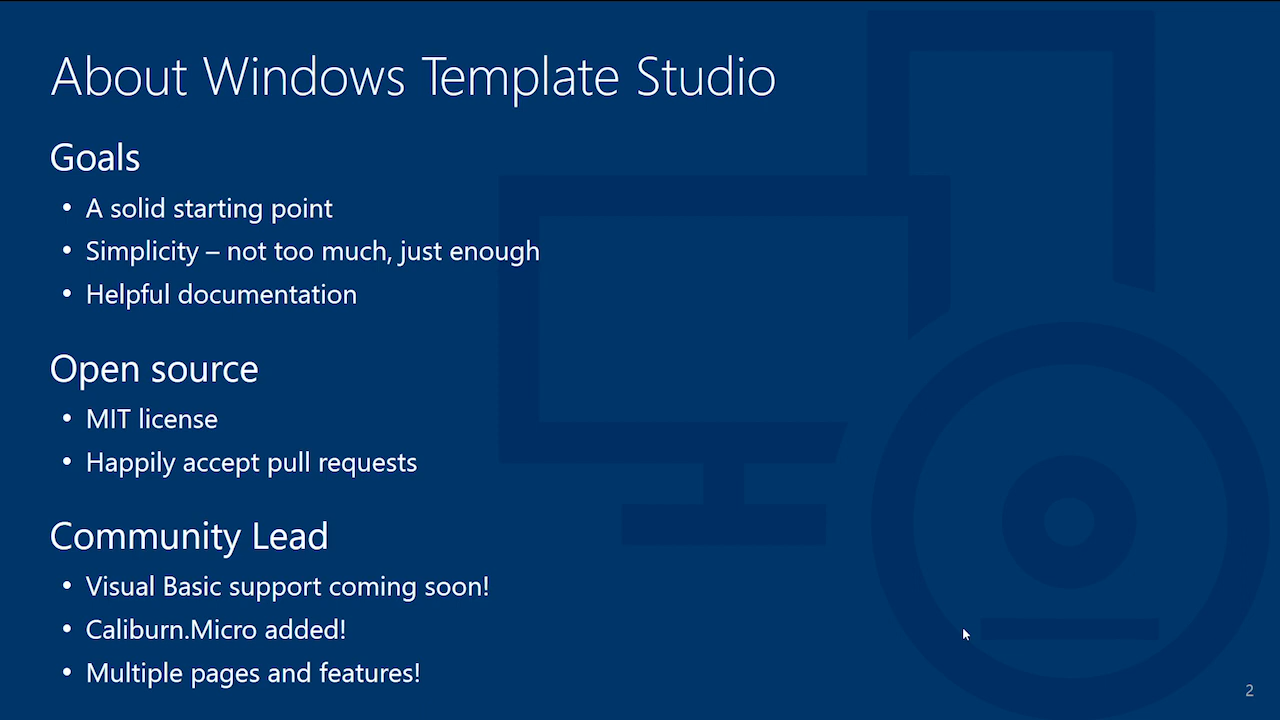 About Windows Template Studio
Goals
• A solid starting point
• Simplicity – not too much, just enough
• Helpful documentation
Open source
• MIT license
• Happily accept pull requests
Community Lead
• Visual Basic support coming soon!
• Caliburn.Micro added!
• Multiple pages and features!
2